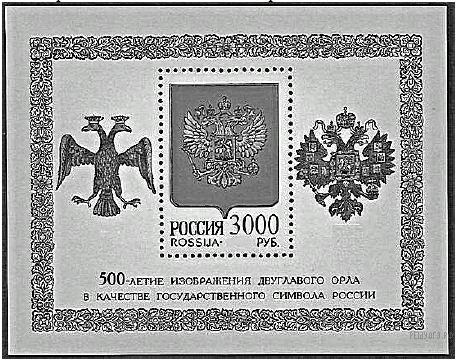 РОССИЯ 3000
ROSSIJA· РУБ.
500-ЛЕТИЕ ИЗОБРАЖЕНИЯ ДВУГЛАВОГО ОРЛА
В КАЧЕСТВЕ ГОСУДАРСТВЕННОГО СИМВОЛА РОССИИ